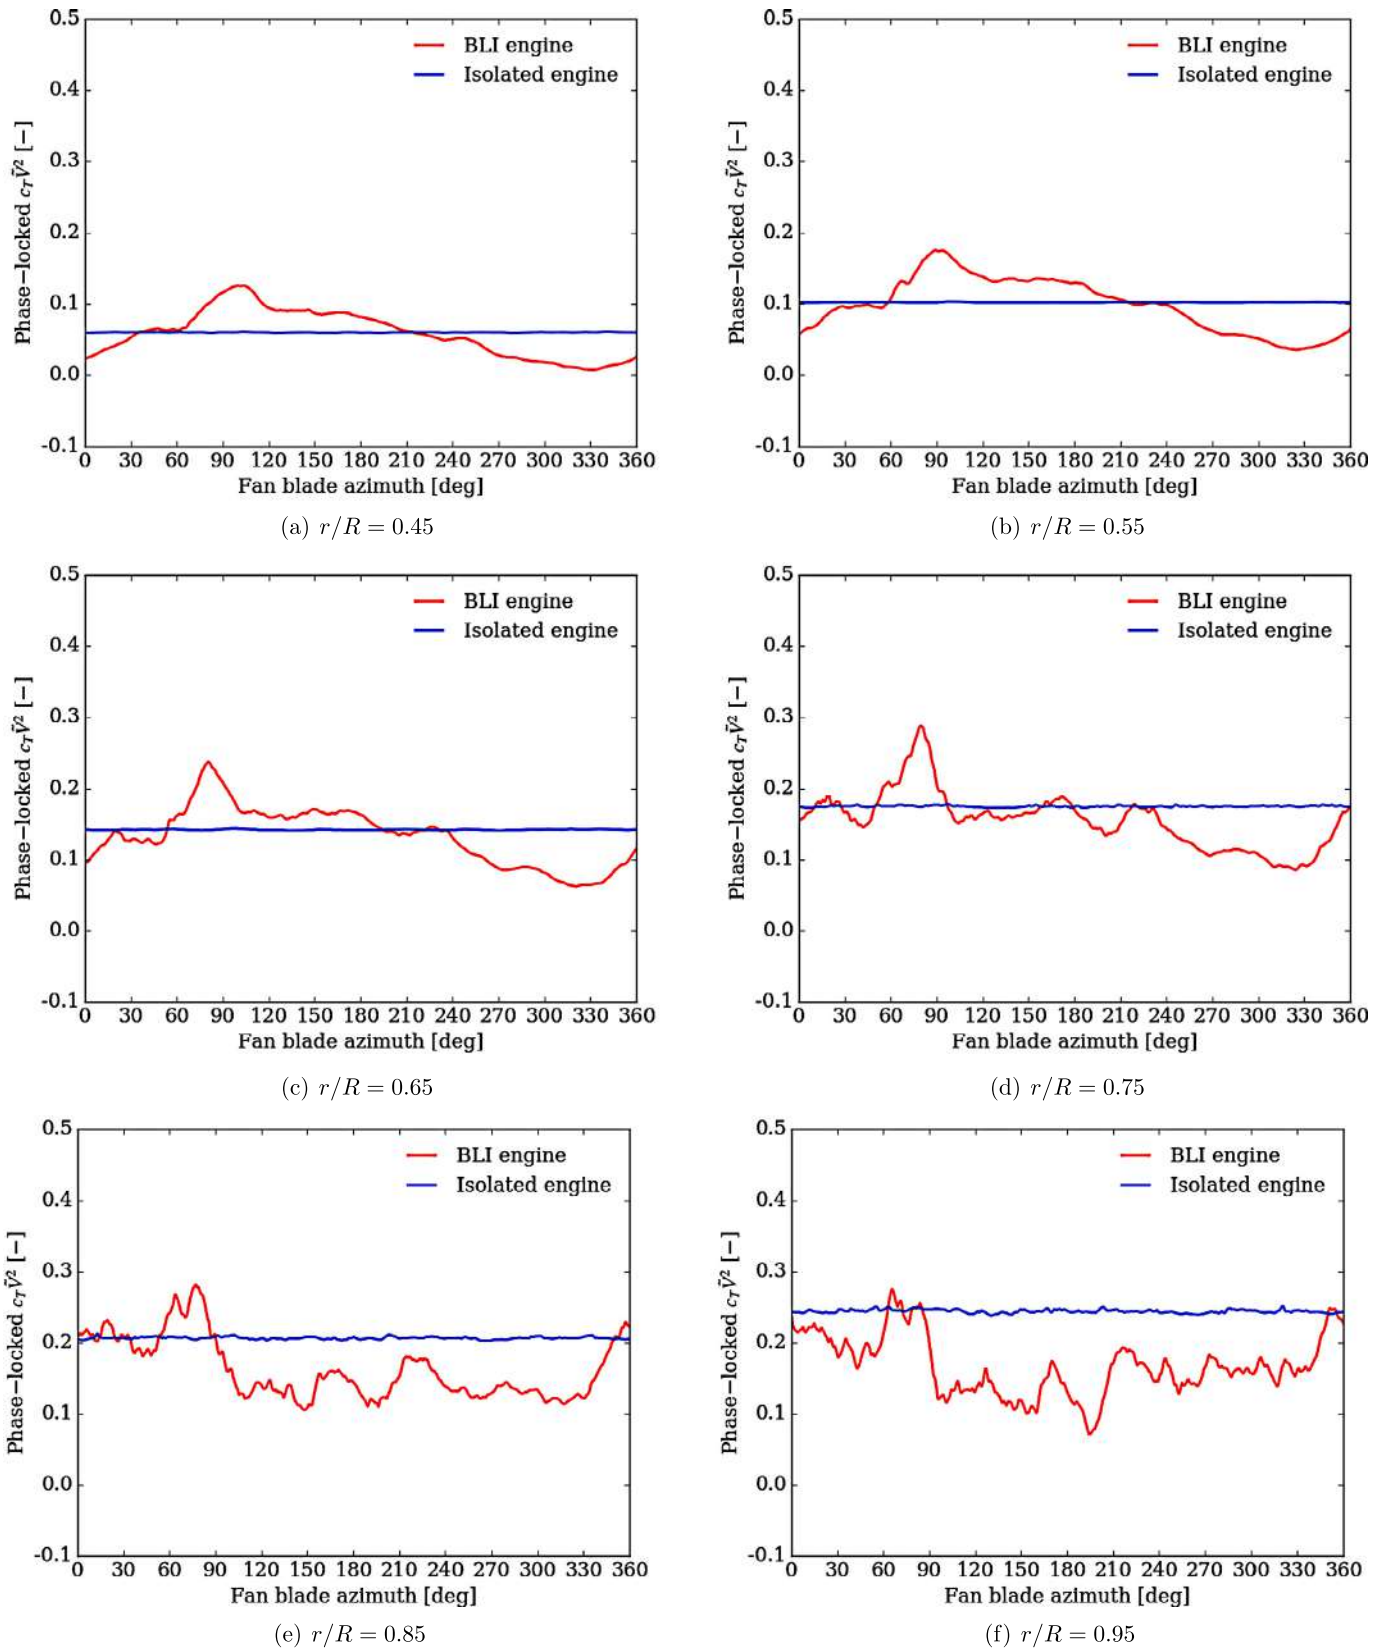 0.5
0.4
0.3
0.2
0.1
0.0
-0.1
Phase−locked c_T Ṽ² [−]
BLI engine
Isolated engine
0 30 60 90 120 150 180 210 240 270 300 330 360
Fan blade azimuth [deg]
(a) r/R = 0.45
0.5
0.4
0.3
0.2
0.1
0.0
-0.1
Phase−locked c_T Ṽ² [−]
BLI engine
Isolated engine
0 30 60 90 120 150 180 210 240 270 300 330 360
Fan blade azimuth [deg]
(b) r/R = 0.55
0.5
0.4
0.3
0.2
0.1
0.0
-0.1
Phase−locked c_T Ṽ² [−]
BLI engine
Isolated engine
0 30 60 90 120 150 180 210 240 270 300 330 360
Fan blade azimuth [deg]
(c) r/R = 0.65
0.5
0.4
0.3
0.2
0.1
0.0
-0.1
Phase−locked c_T Ṽ² [−]
BLI engine
Isolated engine
0 30 60 90 120 150 180 210 240 270 300 330 360
Fan blade azimuth [deg]
(d) r/R = 0.75
0.5
0.4
0.3
0.2
0.1
0.0
-0.1
Phase−locked c_T Ṽ² [−]
BLI engine
Isolated engine
0 30 60 90 120 150 180 210 240 270 300 330 360
Fan blade azimuth [deg]
(e) r/R = 0.85
0.5
0.4
0.3
0.2
0.1
0.0
-0.1
Phase−locked c_T Ṽ² [−]
BLI engine
Isolated engine
0 30 60 90 120 150 180 210 240 270 300 330 360
Fan blade azimuth [deg]
(f) r/R = 0.95